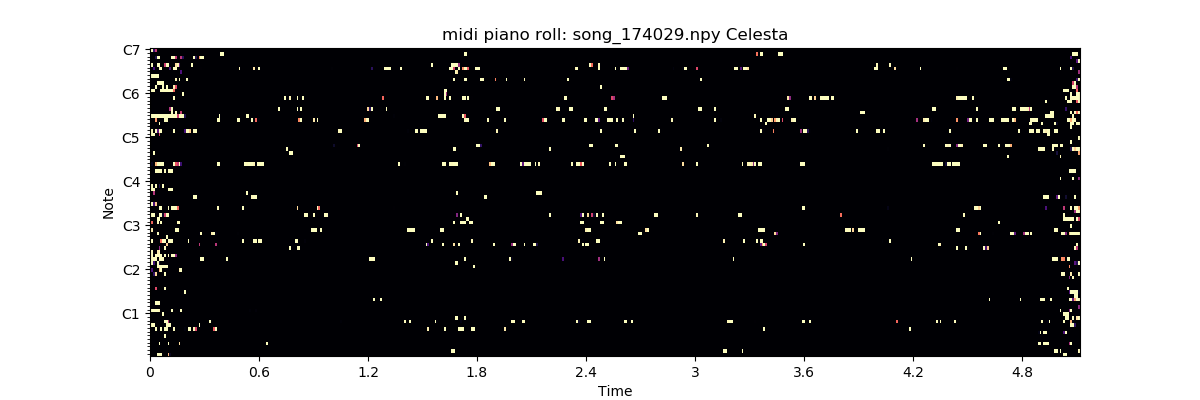 midi piano roll: song_174029.npy Celesta
C7
C6
C5
C4
C3
C2
C1
Note
0 0.6 1.2 1.8 2.4 3 3.6 4.2 4.8
Time